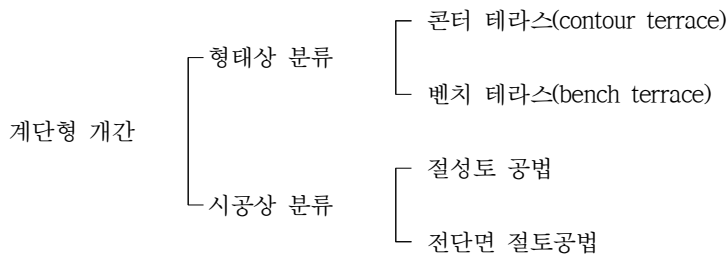 콘터 테라스(contour terrace)
형태상 분류
벤치 테라스(bench terrace)
계단형 개간
절성토 공법
시공상 분류
전단면 절토공법